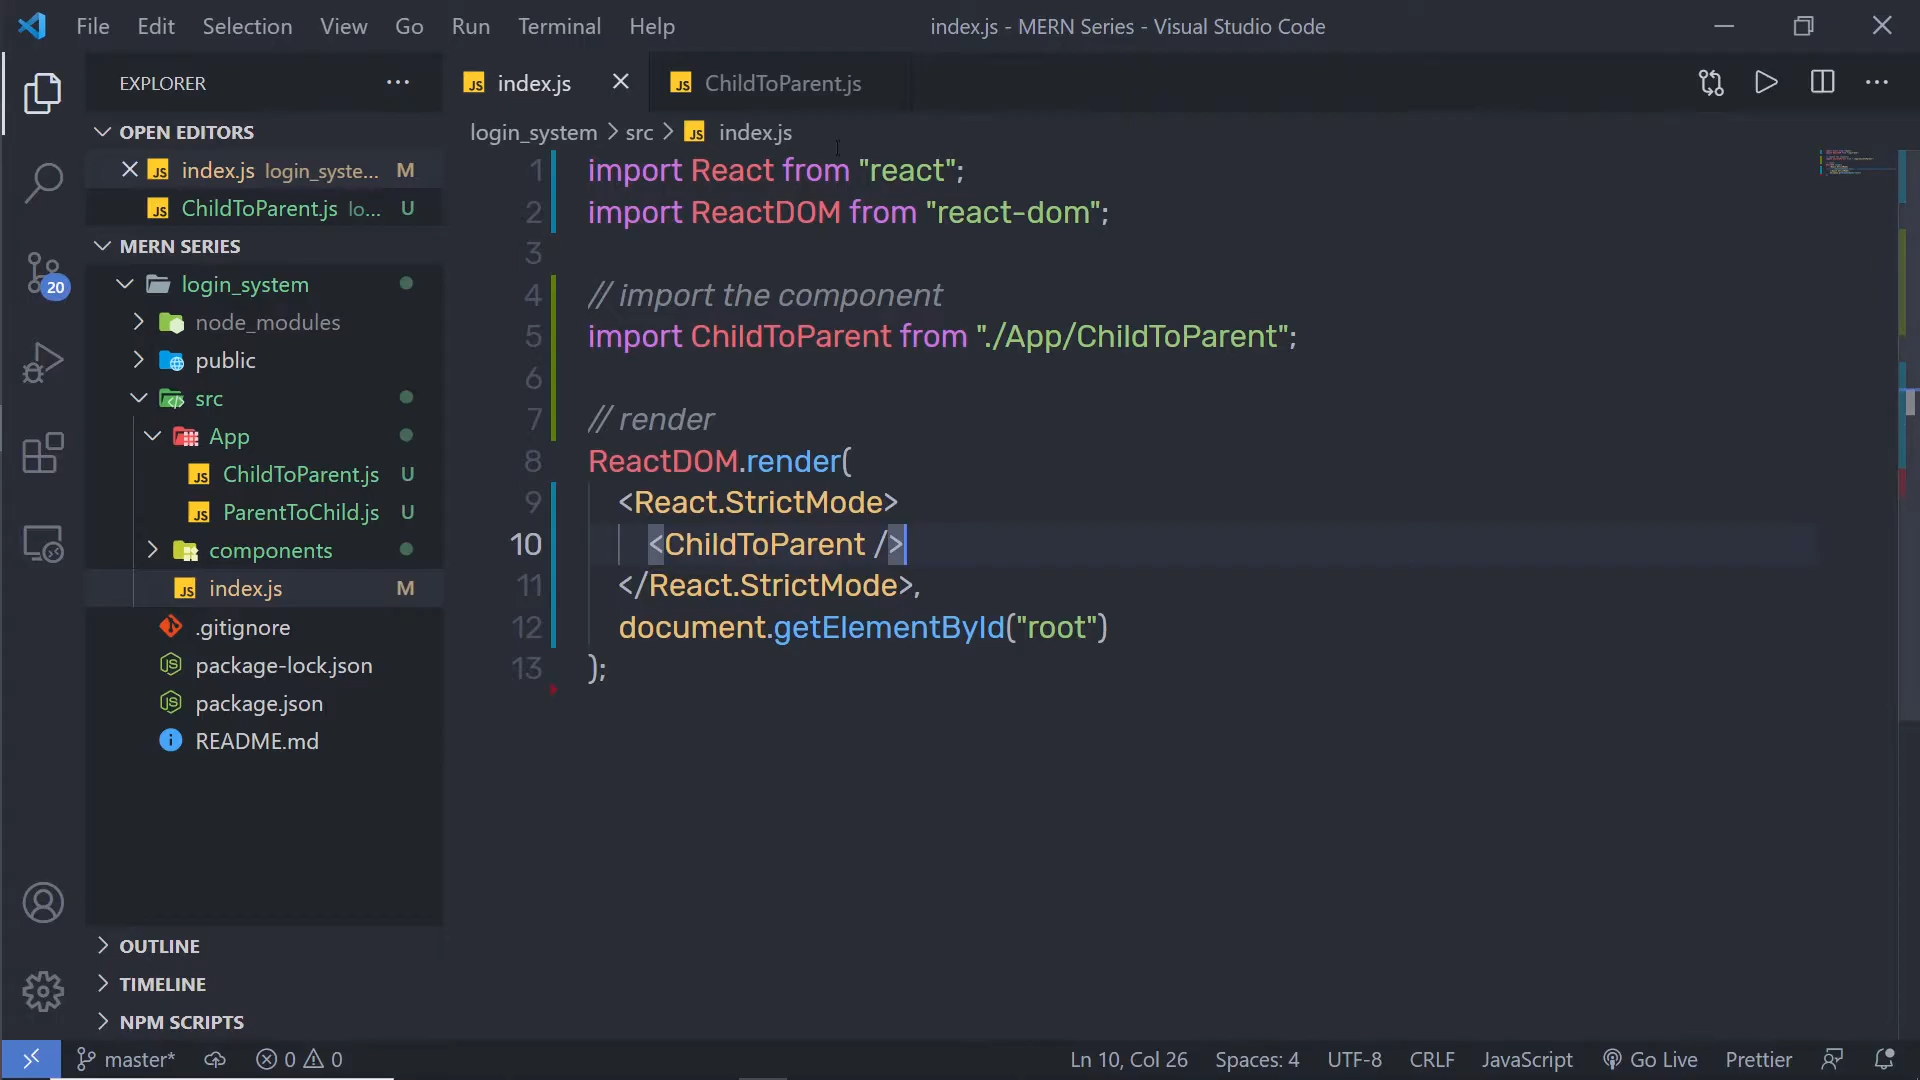 File Edit Selection View Go Run Terminal Help
index.js - MERN Series - Visual Studio Code
EXPLORER
OPEN EDITORS
index.js login_syste... M
ChildToParent.js lo... U
MERN SERIES
login_system
node_modules
public
src
App
ChildToParent.js U
ParentToChild.js U
components
index.js M
.gitignore
package-lock.json
package.json
README.md
OUTLINE
TIMELINE
NPM SCRIPTS
20
index.js
ChildToParent.js
login_system > src > JS index.js
1 import React from "react";
2 import ReactDOM from "react-dom";
3
4 // import the component
5 import ChildToParent from "./App/ChildToParent";
6
7 // render
8 ReactDOM.render(
9 <React.StrictMode>
10 <ChildToParent />
11 </React.StrictMode>,
12 document.getElementById("root")
13 );
master* 0 0
Ln 10, Col 26 Spaces: 4 UTF-8 CRLF JavaScript Go Live Prettier